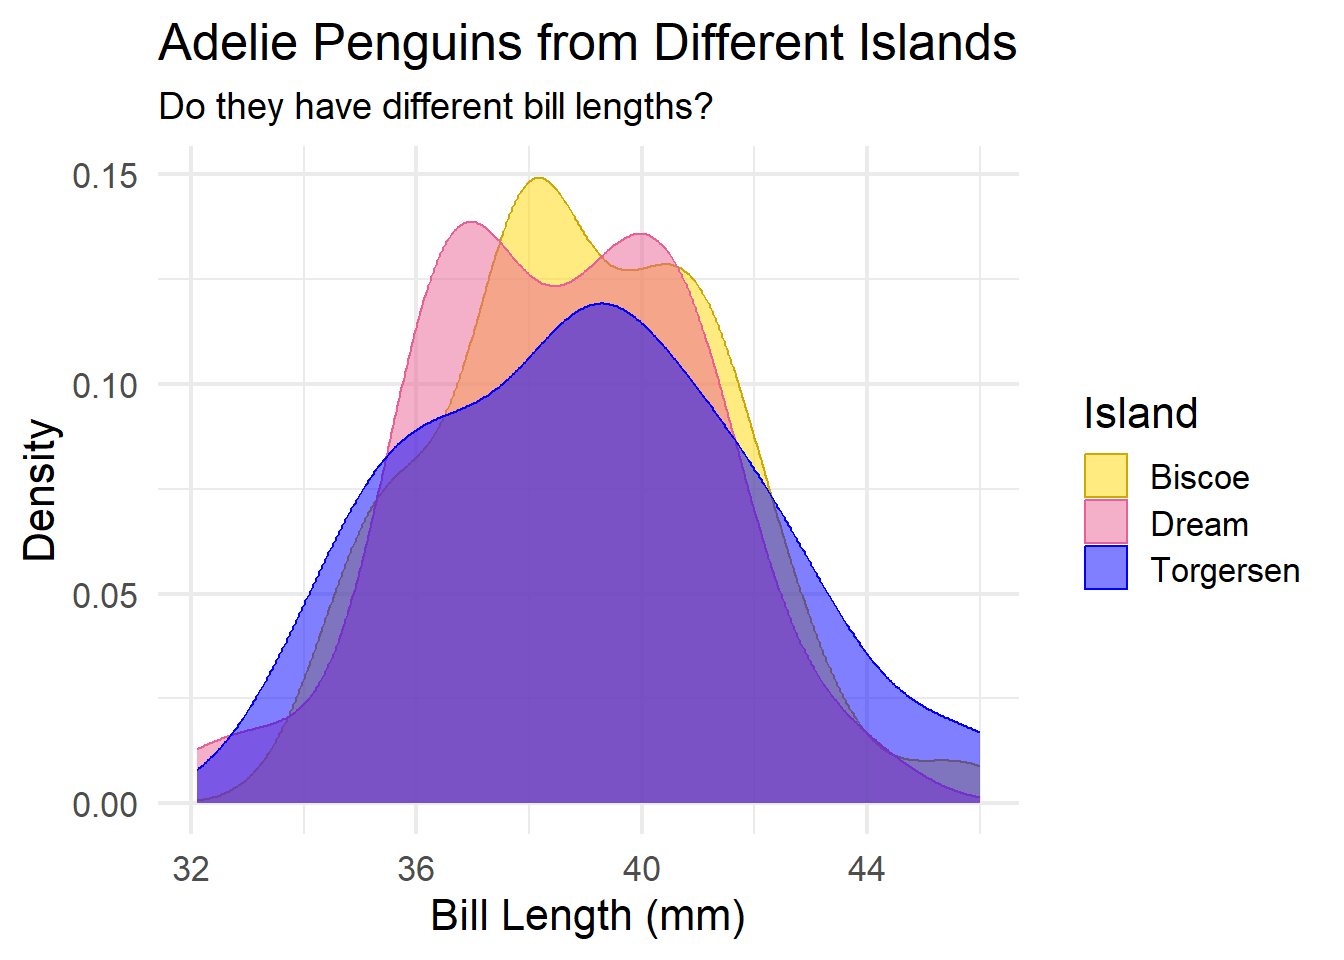 Adelie Penguins from Different Islands
Do they have different bill lengths?
0.15
0.10
0.05
0.00
Density
32 36 40 44
Bill Length (mm)
Island
Biscoe
Dream
Torgersen